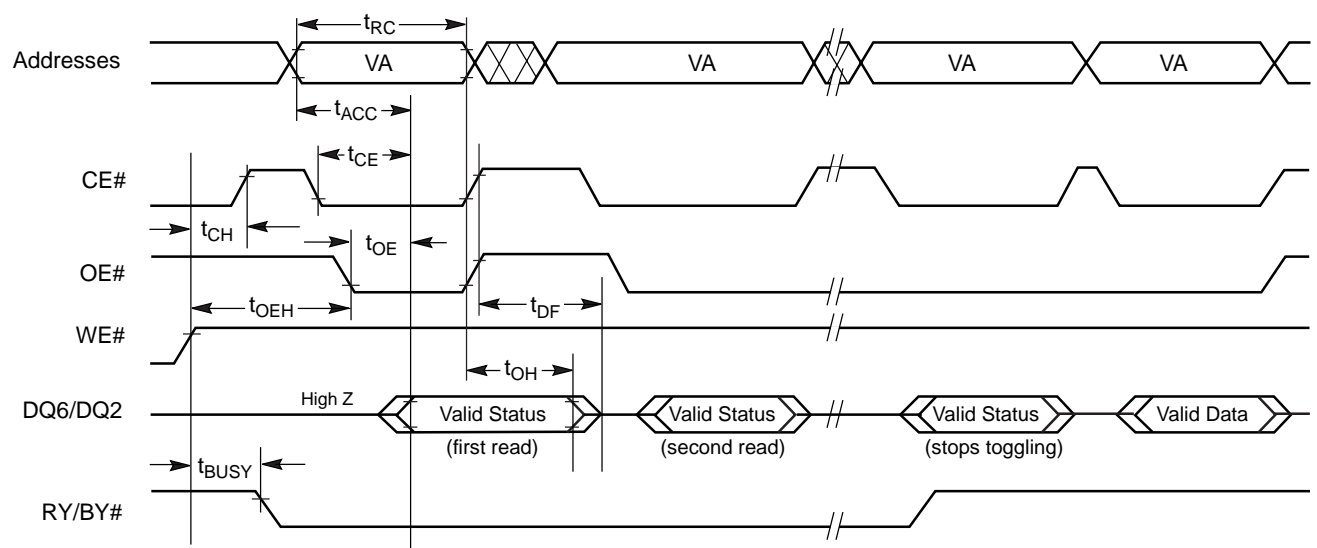 tRC
Addresses VA VA VA VA
tACC
tCE
CE#
tCH
tOE
OE#
tOEH
tDF
WE#
tOH
High Z
DQ6/DQ2 Valid Status Valid Status Valid Status Valid Data
(first read) (second read) (stops toggling)
tBUSY
RY/BY#